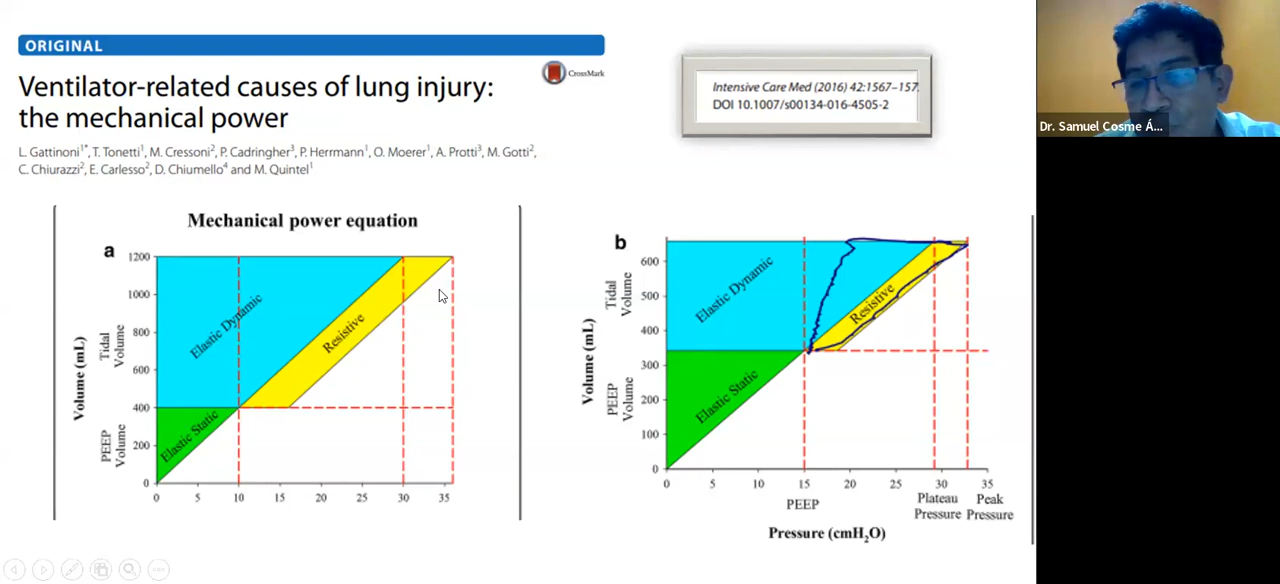 ORIGINAL
CrossMark
Ventilator-related causes of lung injury:
the mechanical power
L. Gattinoni1*, T. Tonetti1, M. Cressoni2, P. Cadringher3, P. Herrmann1, O. Moerer1, A. Protti3, M. Gotti2,
C. Chiurazzi2, E. Carlesso2, D. Chiumello4 and M. Quintel1
Intensive Care Med (2016) 42:1567–157
DOI 10.1007/s00134-016-4505-2
Dr. Samuel Cosme Á...
Mechanical power equation
a
1200
1000
800
600
400
200
0
Volume (mL)
Tidal
Volume
PEEP
Volume
Elastic Dynamic
Resistive
Elastic Static
0 5 10 15 20 25 30 35
b
600
500
400
300
200
100
0
Volume (mL)
Tidal
Volume
PEEP
Volume
Elastic Dynamic
Resistive
Elastic Static
0 5 10 15 20 25 30 35
PEEP
Plateau
Pressure
Peak
Pressure
Pressure (cmH2O)